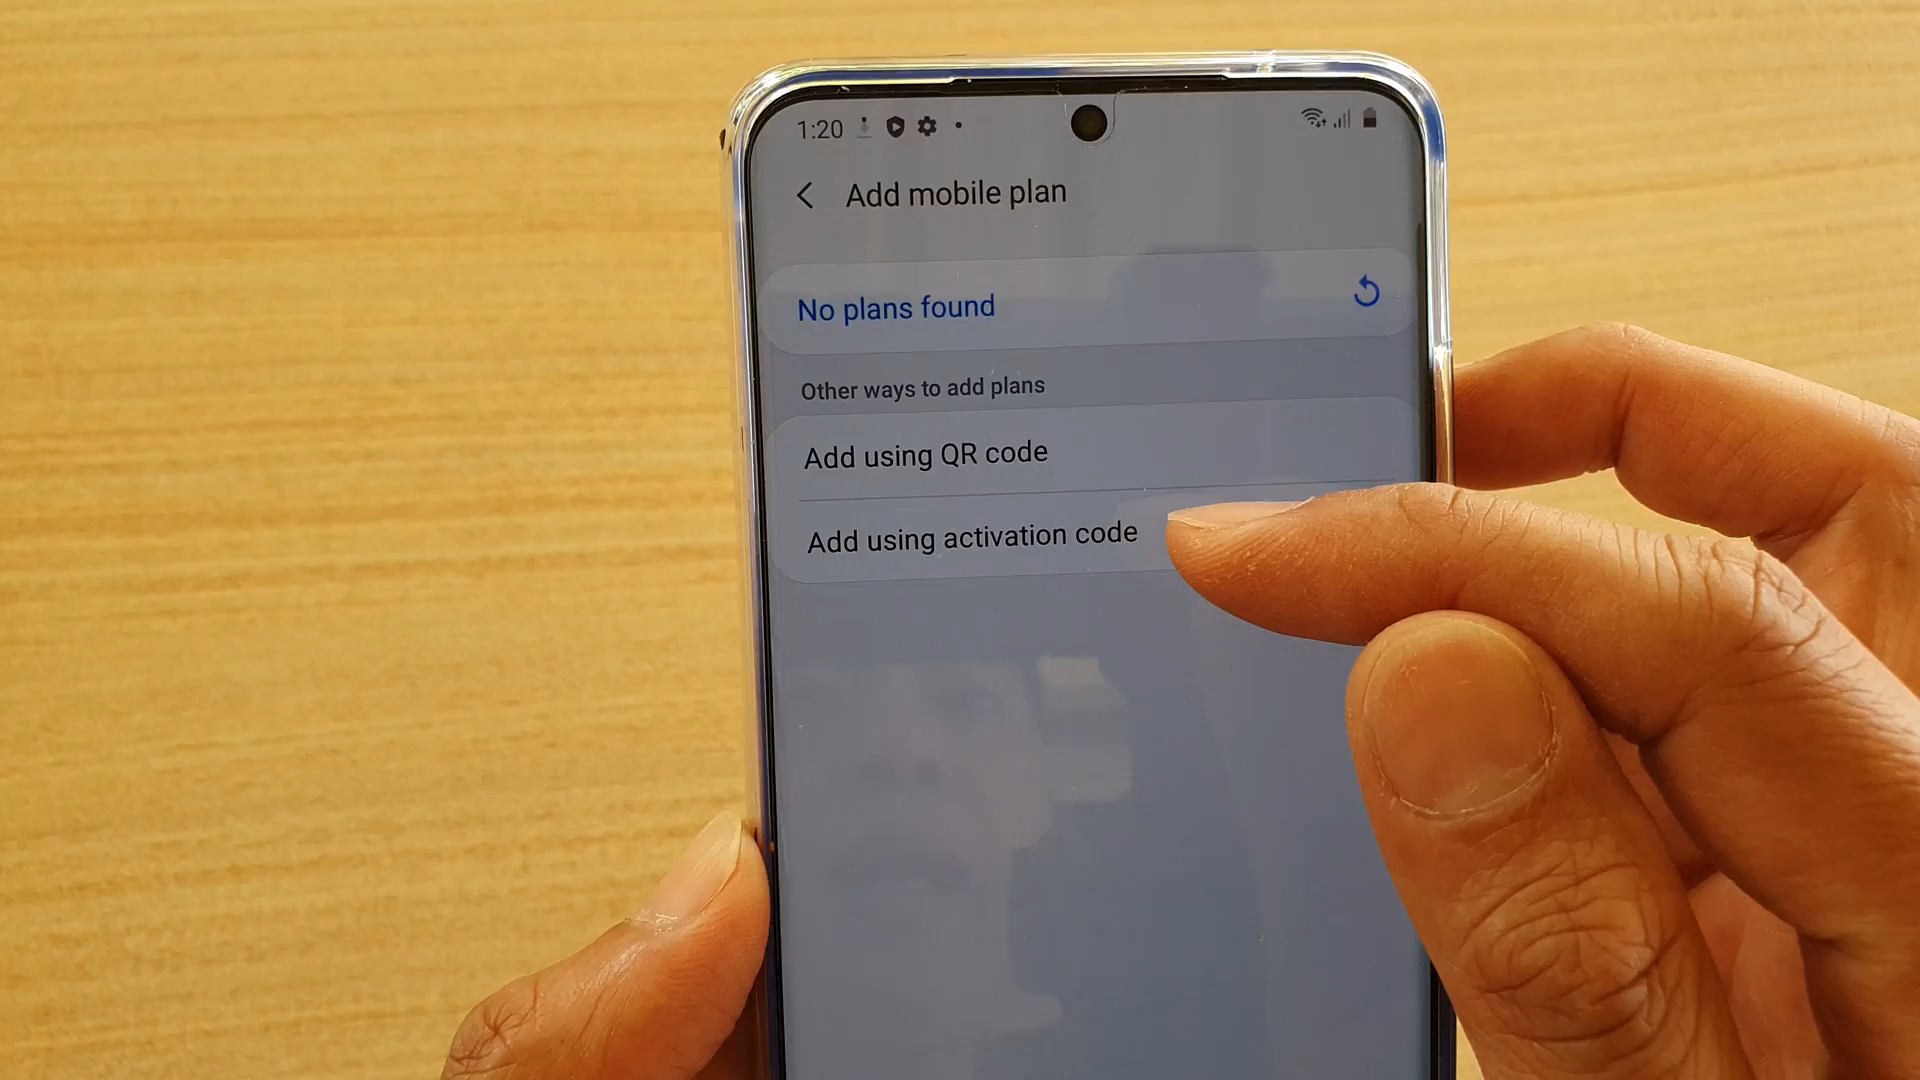 1:20
Add mobile plan
No plans found
Other ways to add plans
Add using QR code
Add using activation code